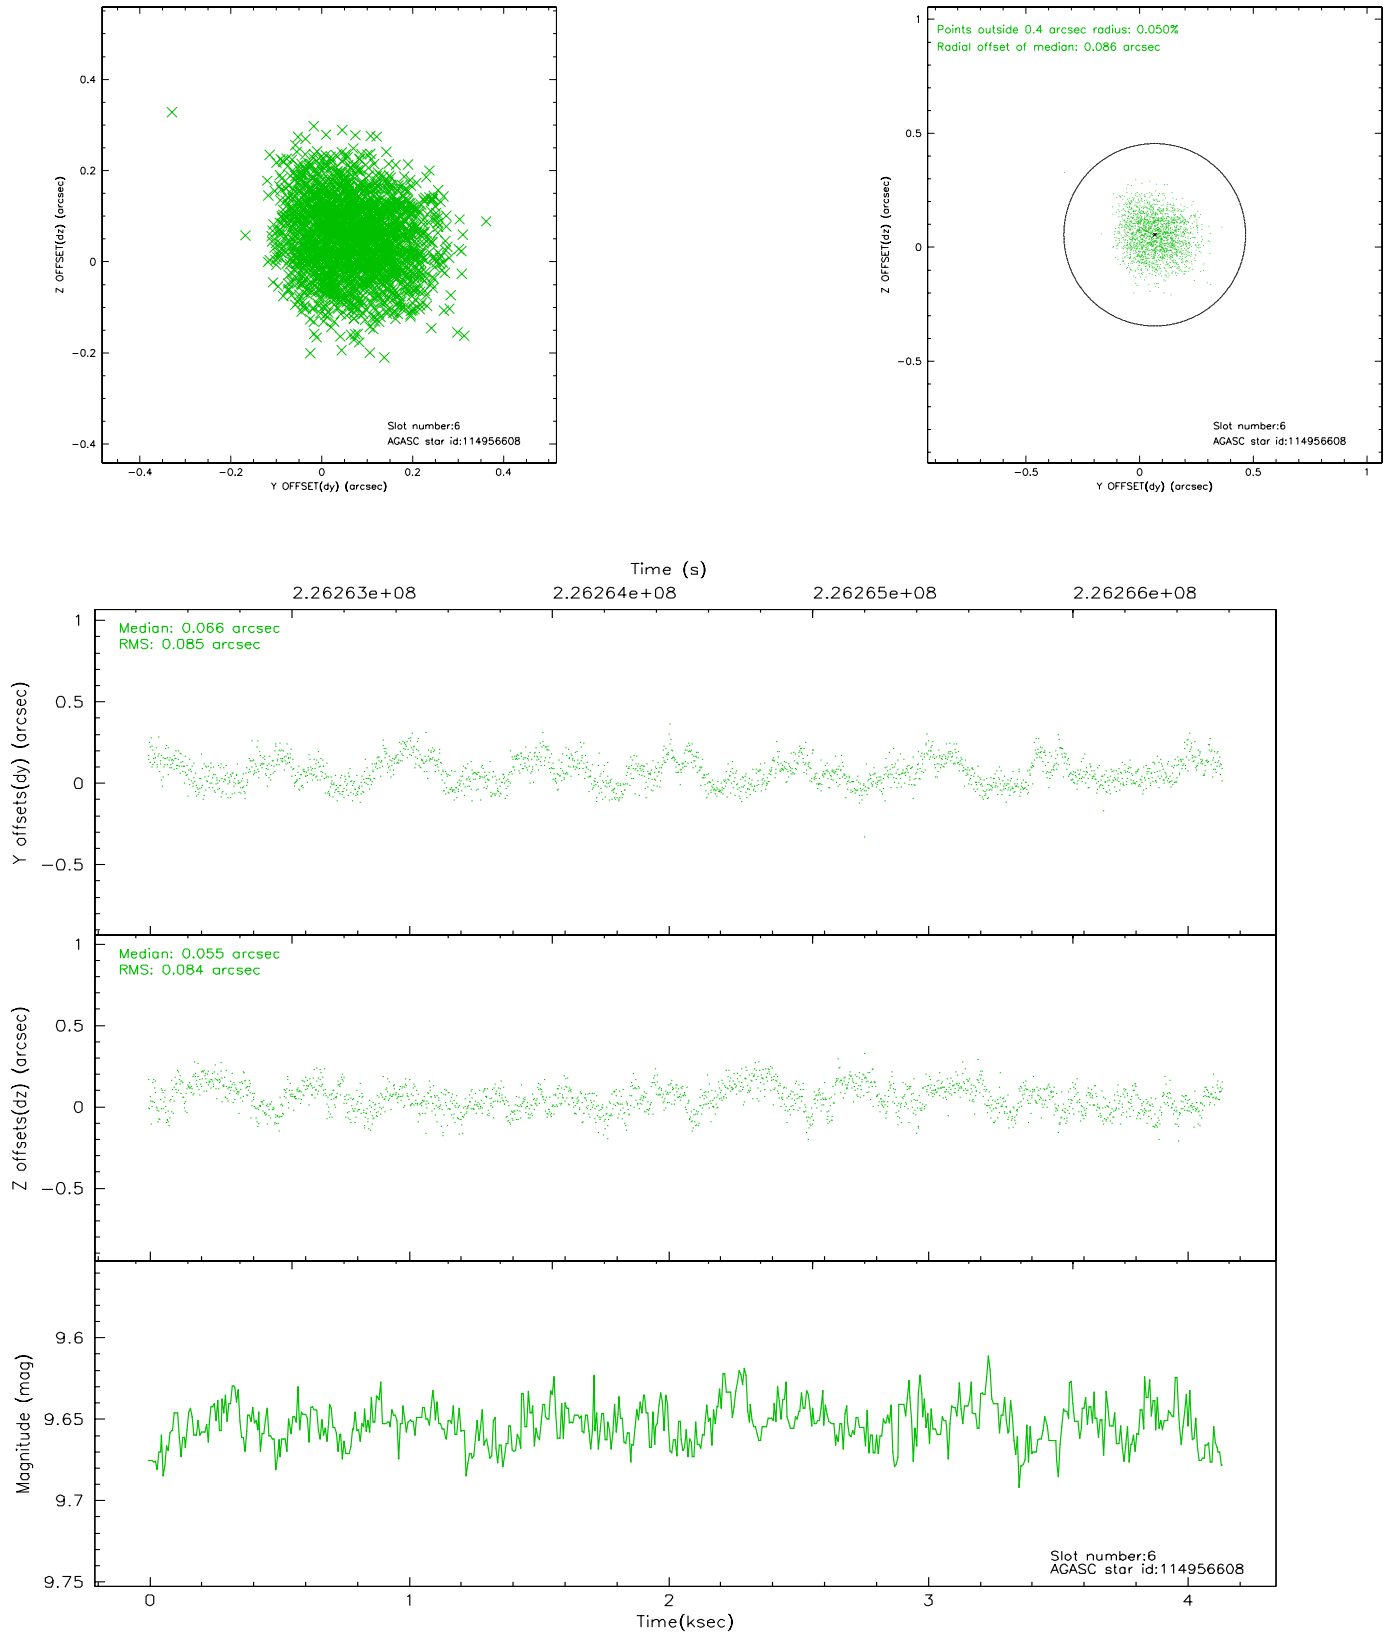 0.4
0.2
0
-0.2
-0.4
Z OFFSET(dz) (arcsec)
-0.4 -0.2 0 0.2 0.4
Y OFFSET(dy) (arcsec)
Slot number:6
AGASC star id:114956608
Points outside 0.4 arcsec radius: 0.050%
Radial offset of median: 0.086 arcsec
1
0.5
0
-0.5
Z OFFSET(dz) (arcsec)
-0.5 0 0.5 1
Y OFFSET(dy) (arcsec)
Slot number:6
AGASC star id:114956608
Time (s)
2.26263e+08 2.26264e+08 2.26265e+08 2.26266e+08
Median: 0.066 arcsec
RMS: 0.085 arcsec
1
0.5
0
-0.5
Y offsets(dy) (arcsec)
Median: 0.055 arcsec
RMS: 0.084 arcsec
1
0.5
0
-0.5
Z offsets(dz) (arcsec)
9.6
9.65
9.7
9.75
Magnitude (mag)
Slot number:6
AGASC star id:114956608
0 1 2 3 4
Time(ksec)